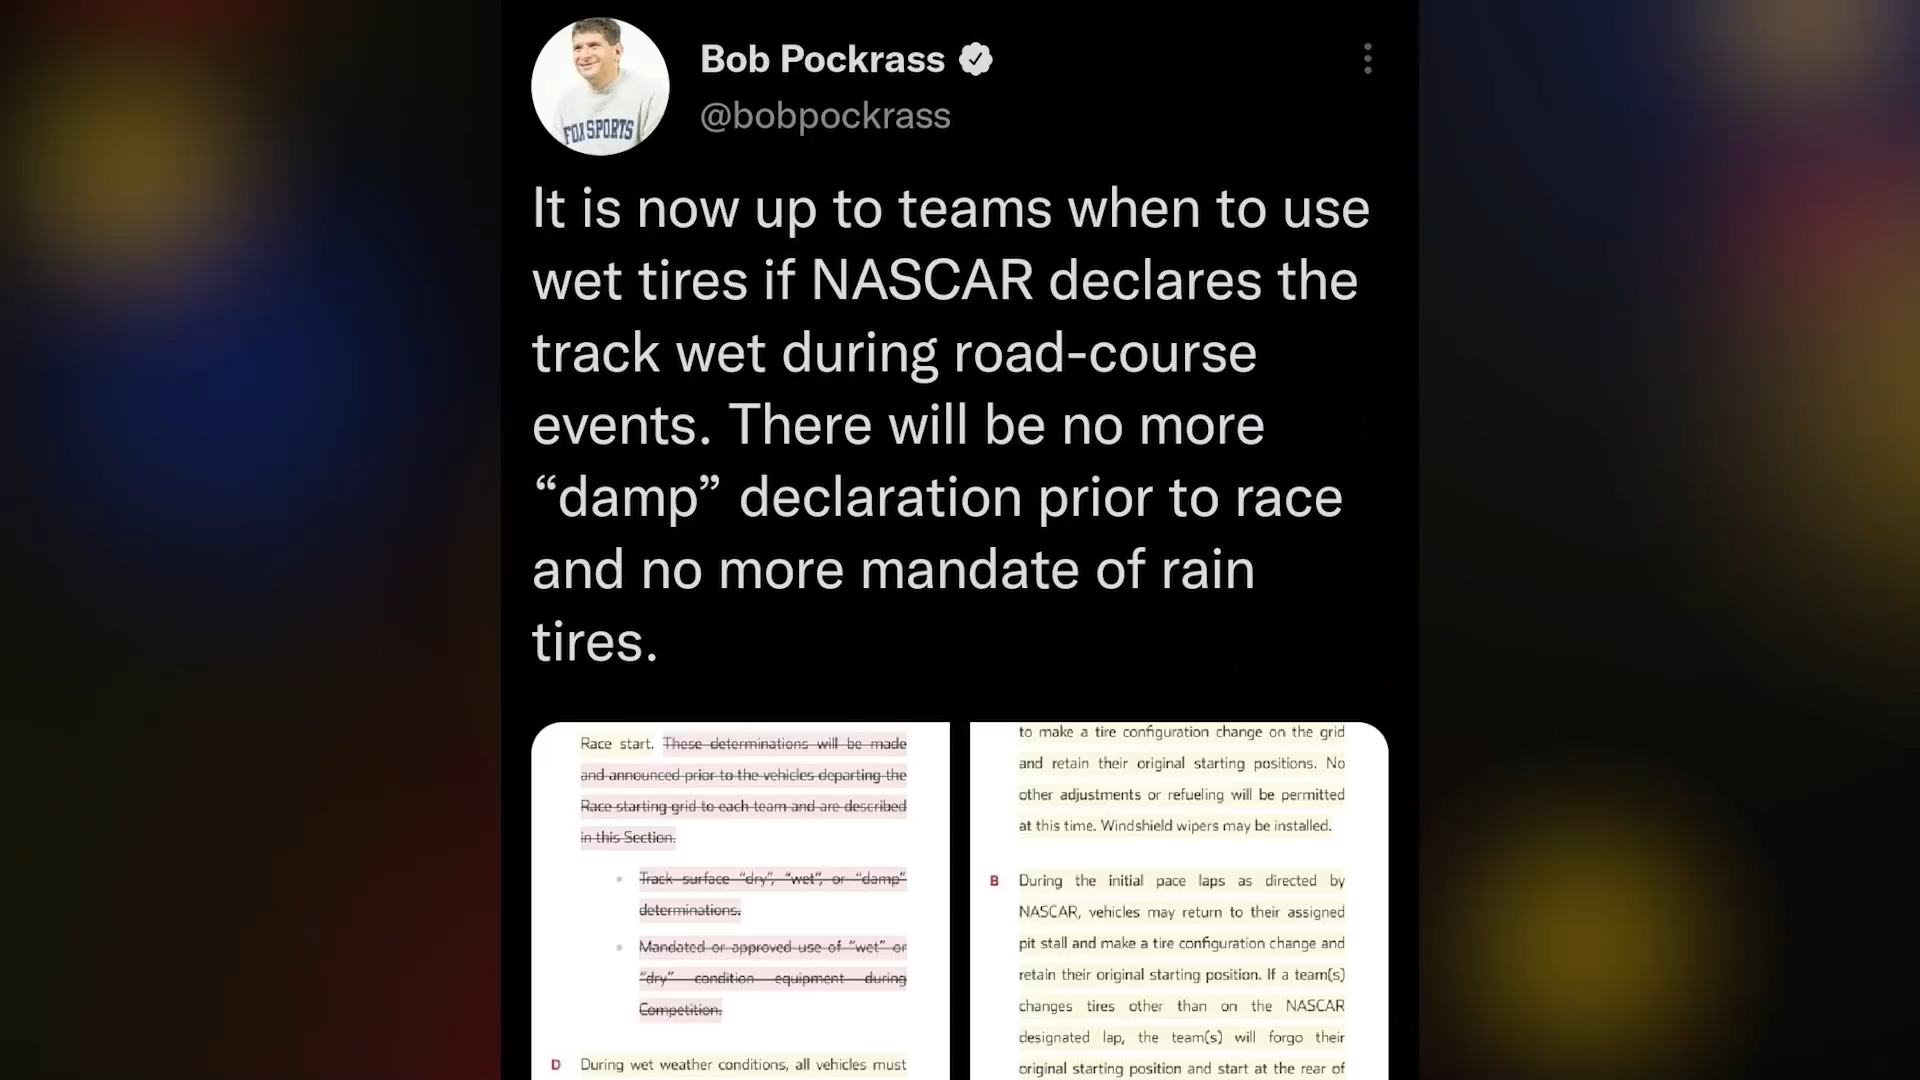 Bob Pockrass
@bobpockrass
FOX SPORTS
It is now up to teams when to use
wet tires if NASCAR declares the
track wet during road-course
events. There will be no more
“damp” declaration prior to race
and no more mandate of rain
tires.
Race start. These determinations will be made
and announced prior to the vehicles departing the
Race starting grid to each team and are described
in this Section.
• Track surface “dry”, “wet”, or “damp”
determinations.
• Mandated or approved use of “wet” or
“dry” condition equipment during
Competition.
D During wet weather conditions, all vehicles must
to make a tire configuration change on the grid
and retain their original starting positions. No
other adjustments or refueling will be permitted
at this time. Windshield wipers may be installed.
B During the initial pace laps as directed by
NASCAR, vehicles may return to their assigned
pit stall and make a tire configuration change and
retain their original starting position. If a team(s)
changes tires other than on the NASCAR
designated lap, the team(s) will forgo their
original starting position and start at the rear of